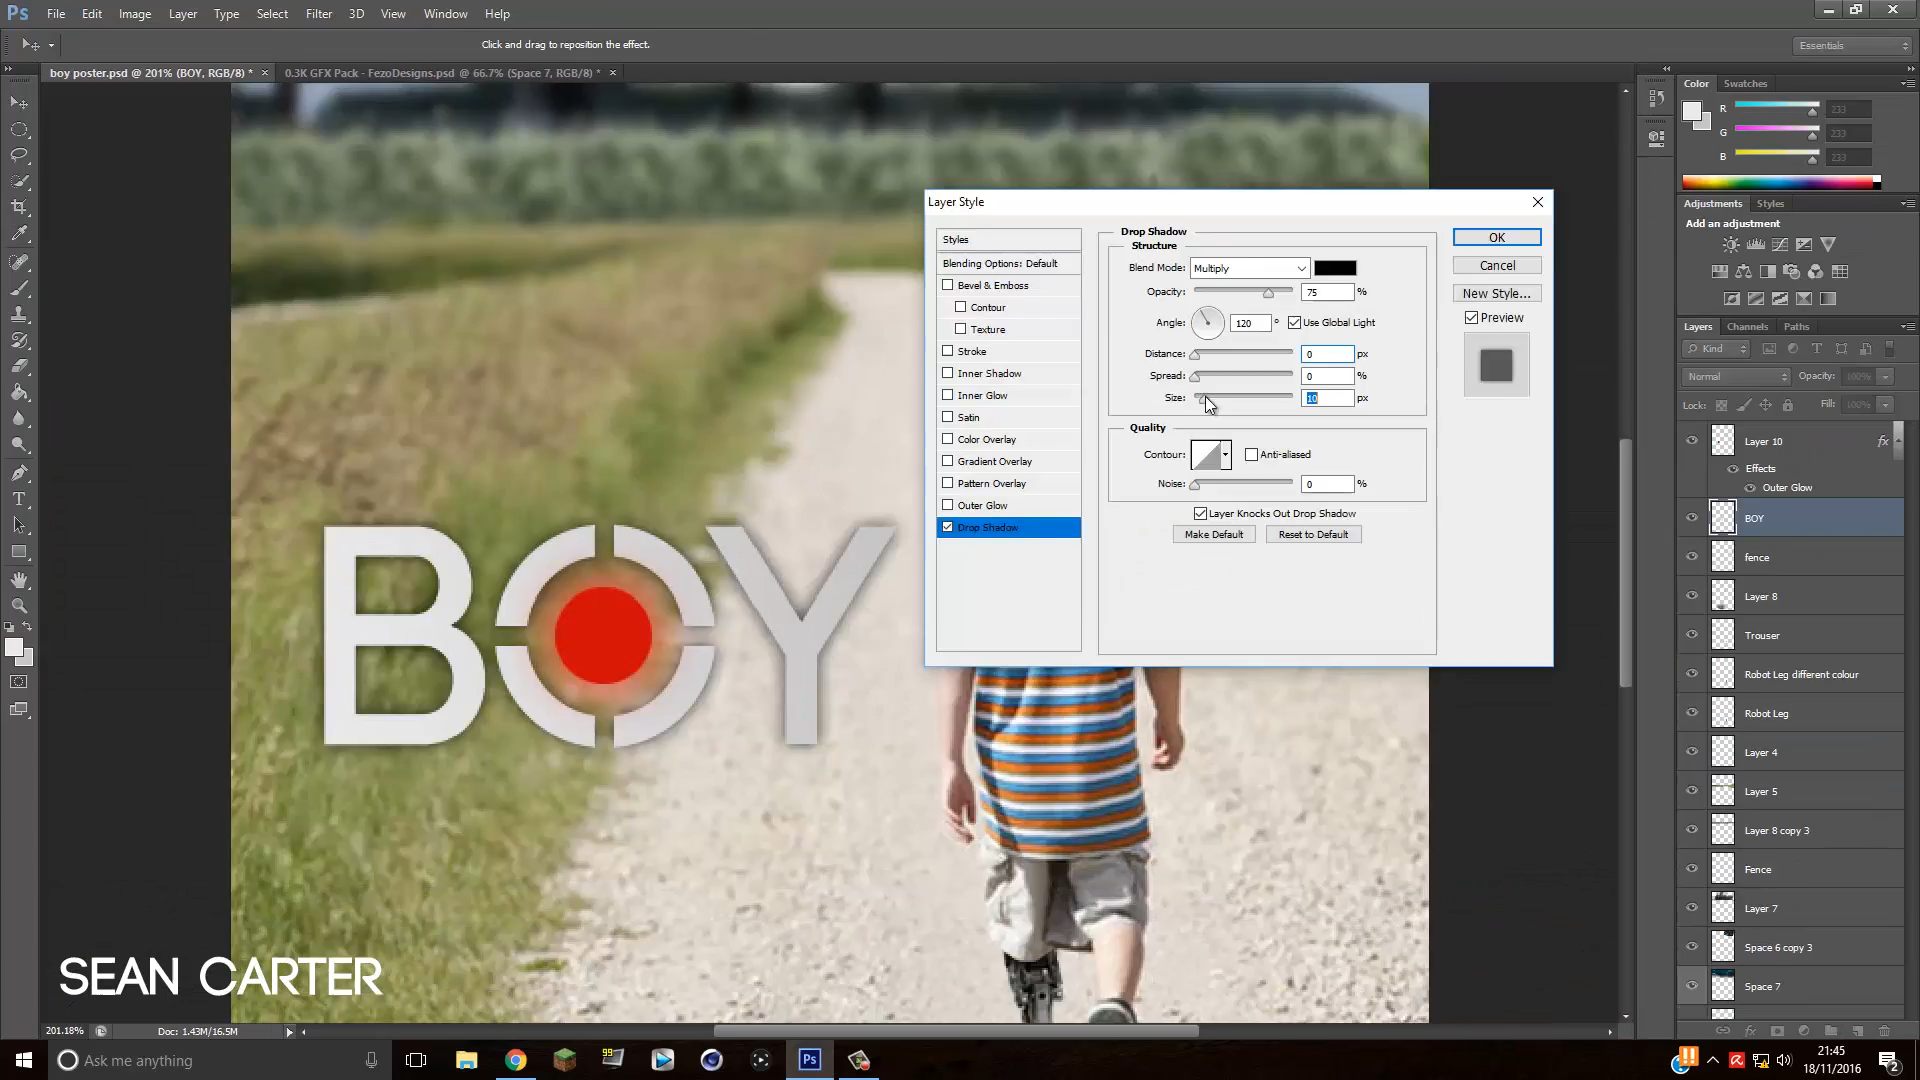 Ps File Edit Image Layer Type Select Filter 3D View Window Help
Click and drag to reposition the effect.
Essentials
boy poster.psd @ 201% (BOY, RGB/8) * × 0.3K GFX Pack - FezoDesigns.psd @ 66.7% (Space 7, RGB/8) * ×
Color Swatches
R 233
G 233
B 233
Adjustments Styles
Add an adjustment
Layers Channels Paths
Kind
Normal Opacity: 100%
Lock: Fill: 100%
Layer 10 fx
Effects
Outer Glow
BOY
fence
Layer 8
Trouser
Robot Leg different colour
Robot Leg
Layer 4
Layer 5
Layer 8 copy 3
Fence
Layer 7
Space 6 copy 3
Space 7
Layer Style
Styles
Blending Options: Default
Bevel & Emboss
Contour
Texture
Stroke
Inner Shadow
Inner Glow
Satin
Color Overlay
Gradient Overlay
Pattern Overlay
Outer Glow
Drop Shadow
Drop Shadow
Structure
Blend Mode: Multiply
Opacity: 75 %
Angle: 120 ° Use Global Light
Distance: 0 px
Spread: 0 %
Size: 10 px
Quality
Contour: Anti-aliased
Noise: 0 %
Layer Knocks Out Drop Shadow
Make Default Reset to Default
OK
Cancel
New Style...
Preview
BOY
SEAN CARTER
201.18% Doc: 1.43M/16.5M
Ask me anything
99
Ps
21:45
18/11/2016
2